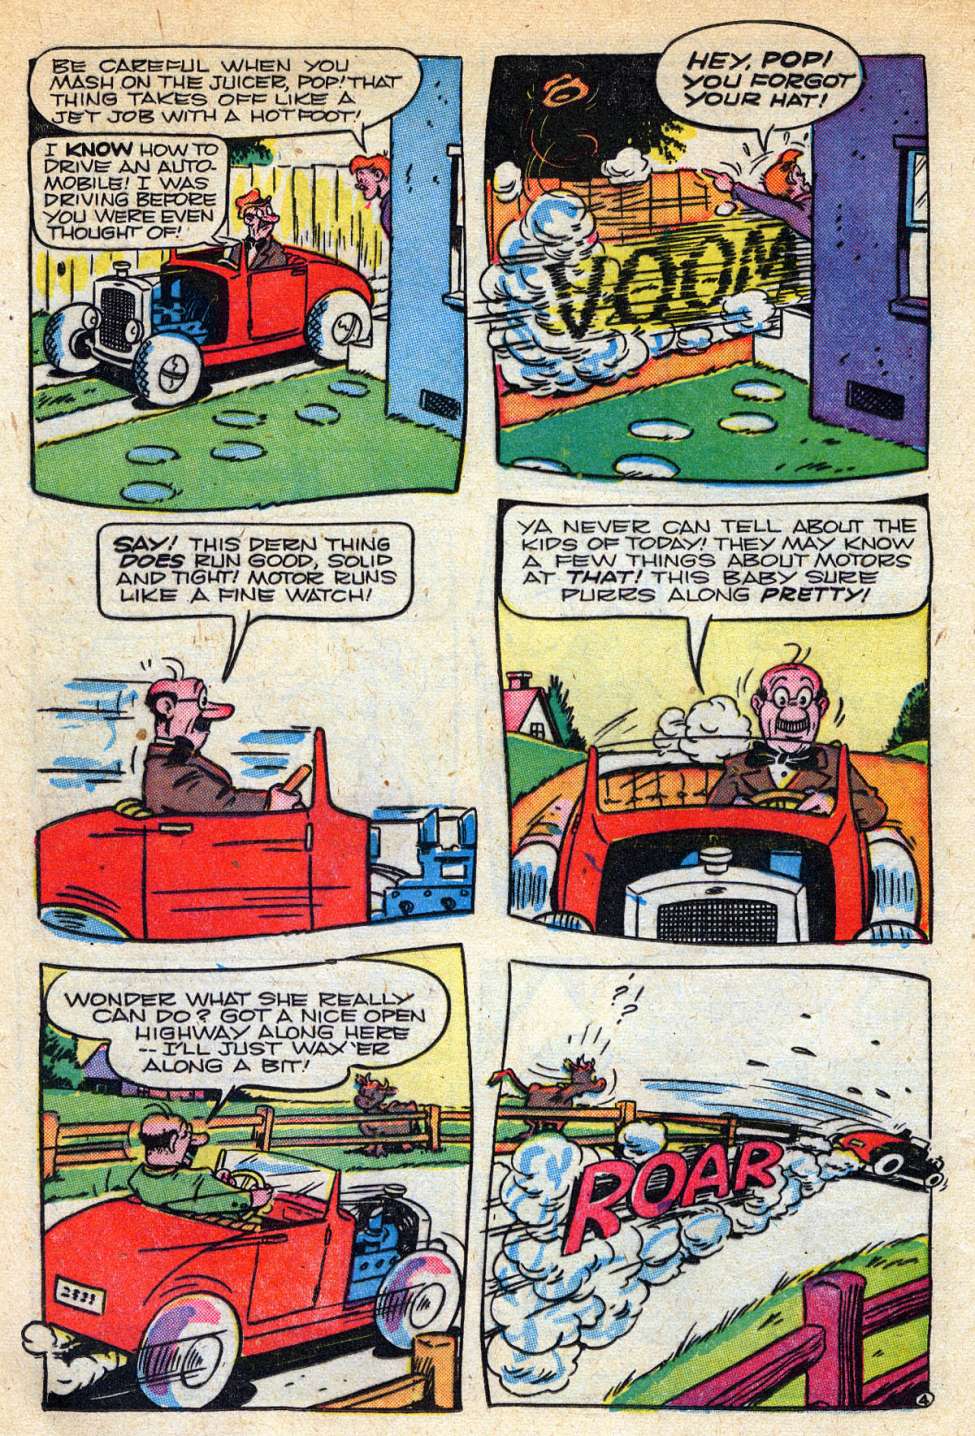 BE CAREFUL WHEN YOU
MASH ON THE JUICER, POP! THAT
THING TAKES OFF LIKE A
JET JOB WITH A HOTFOOT!
I KNOW HOW TO
DRIVE AN AUTO-
MOBILE! I WAS
DRIVING BEFORE
YOU WERE EVEN
THOUGHT OF!
HEY, POP!
YOU FORGOT
YOUR HAT!
VOOM
SAY! THIS DERN THING
DOES RUN GOOD, SOLID
AND TIGHT! MOTOR RUNS
LIKE A FINE WATCH!
YA NEVER CAN TELL ABOUT THE
KIDS OF TODAY! THEY MAY KNOW
A FEW THINGS ABOUT MOTORS
AT THAT! THIS BABY SURE
PURRS ALONG PRETTY!
WONDER WHAT SHE REALLY
CAN DO? GOT A NICE OPEN
HIGHWAY ALONG HERE
-- I'LL JUST WAX 'ER
ALONG A BIT!
?!
?
ROAR
4